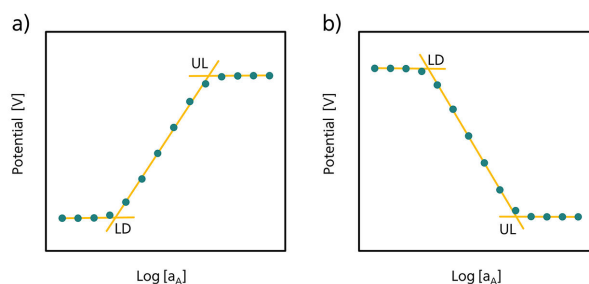 a)
UL
LD
Potential [V]
Log [aA]
b)
LD
UL
Potential [V]
Log [aA]